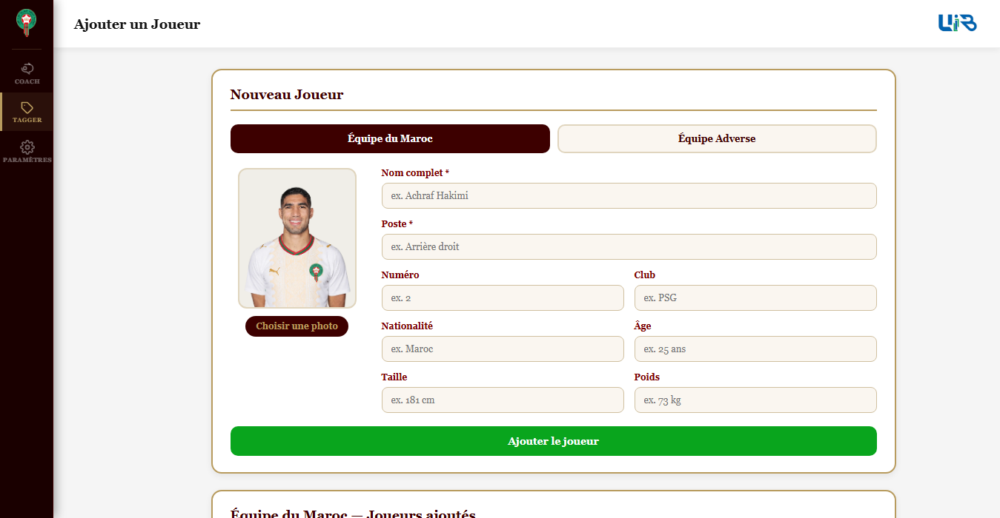 Ajouter un Joueur
UiB
COACH
TAGGER
PARAMÈTRES
Nouveau Joueur
Équipe du Maroc
Équipe Adverse
Nom complet *
ex. Achraf Hakimi
Poste *
ex. Arrière droit
Numéro
Club
ex. 2
ex. PSG
Nationalité
Âge
ex. Maroc
ex. 25 ans
Taille
Poids
ex. 181 cm
ex. 73 kg
Choisir une photo
Ajouter le joueur
Équipe du Maroc — Joueurs ajoutés